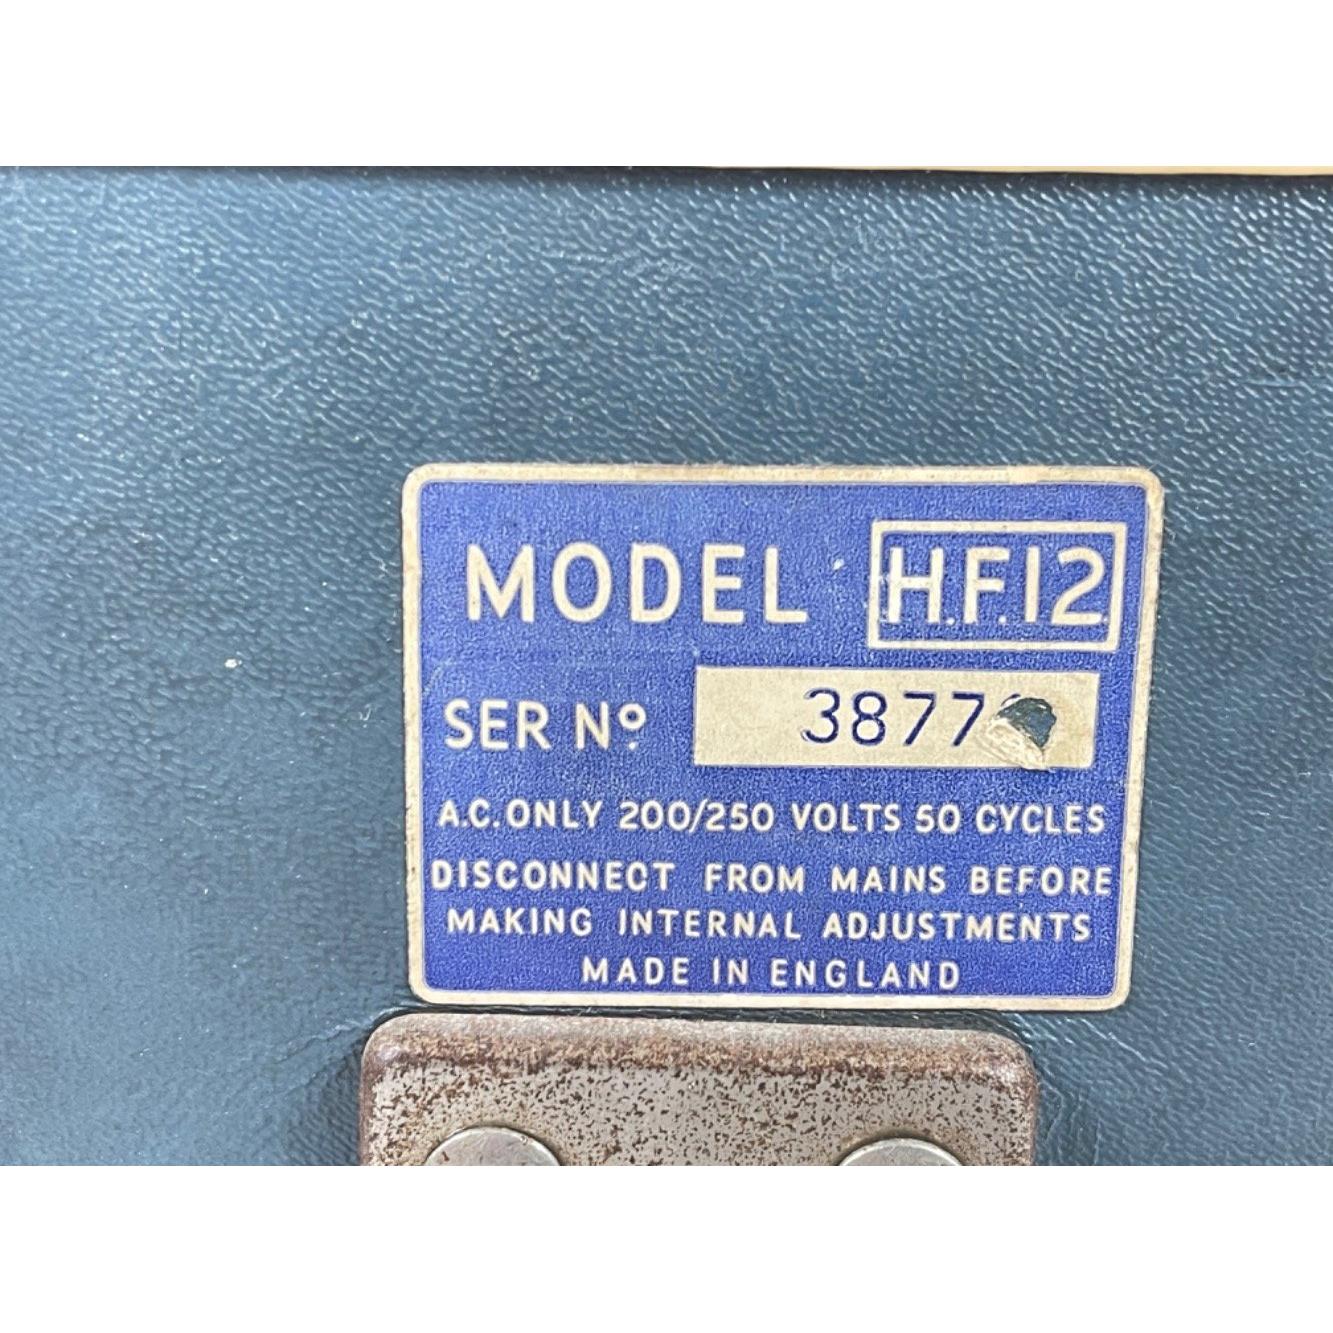 MODEL H.F.12
SER Nº 3877
A.C. ONLY 200/250 VOLTS 50 CYCLES
DISCONNECT FROM MAINS BEFORE
MAKING INTERNAL ADJUSTMENTS
MADE IN ENGLAND